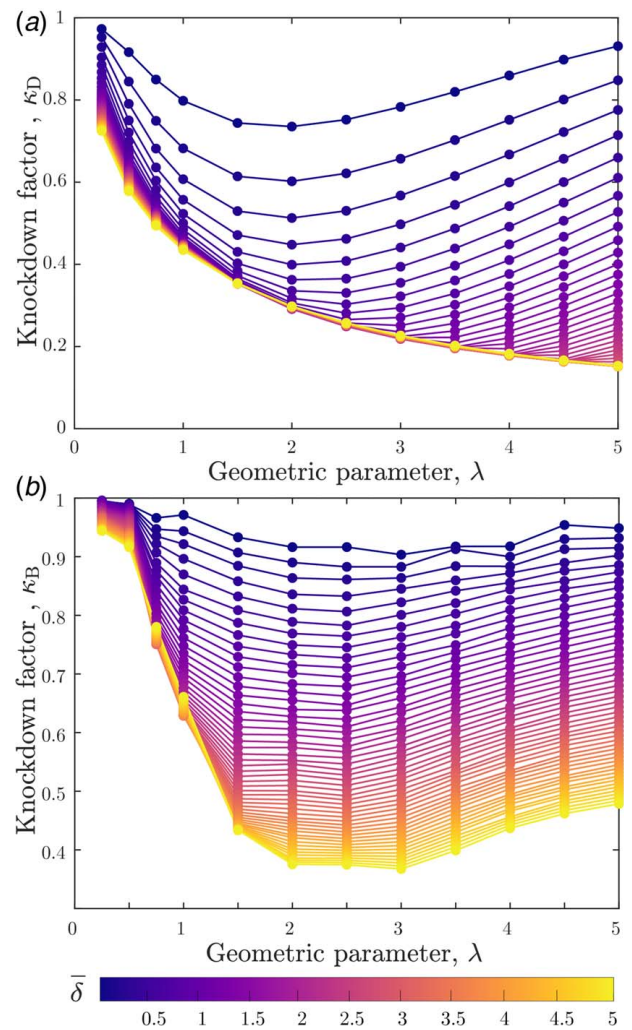 (a)
1
0.8
0.6
0.4
0.2
0
Knockdown factor , κD
0 1 2 3 4 5
Geometric parameter, λ
(b)
1
0.9
0.8
0.7
0.6
0.5
0.4
Knockdown factor , κB
0 1 2 3 4 5
Geometric parameter, λ
δ̅
0.5 1 1.5 2 2.5 3 3.5 4 4.5 5